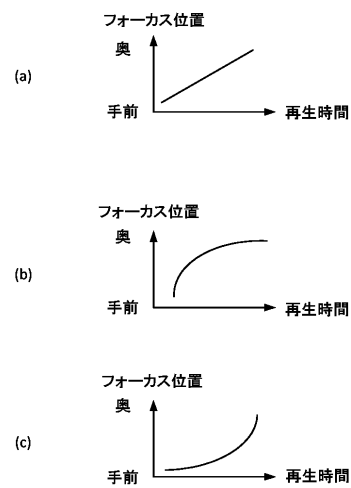 フォーカス位置
奥
(a)
手前
再生時間
フォーカス位置
奥
(b)
手前
再生時間
フォーカス位置
奥
(c)
手前
再生時間